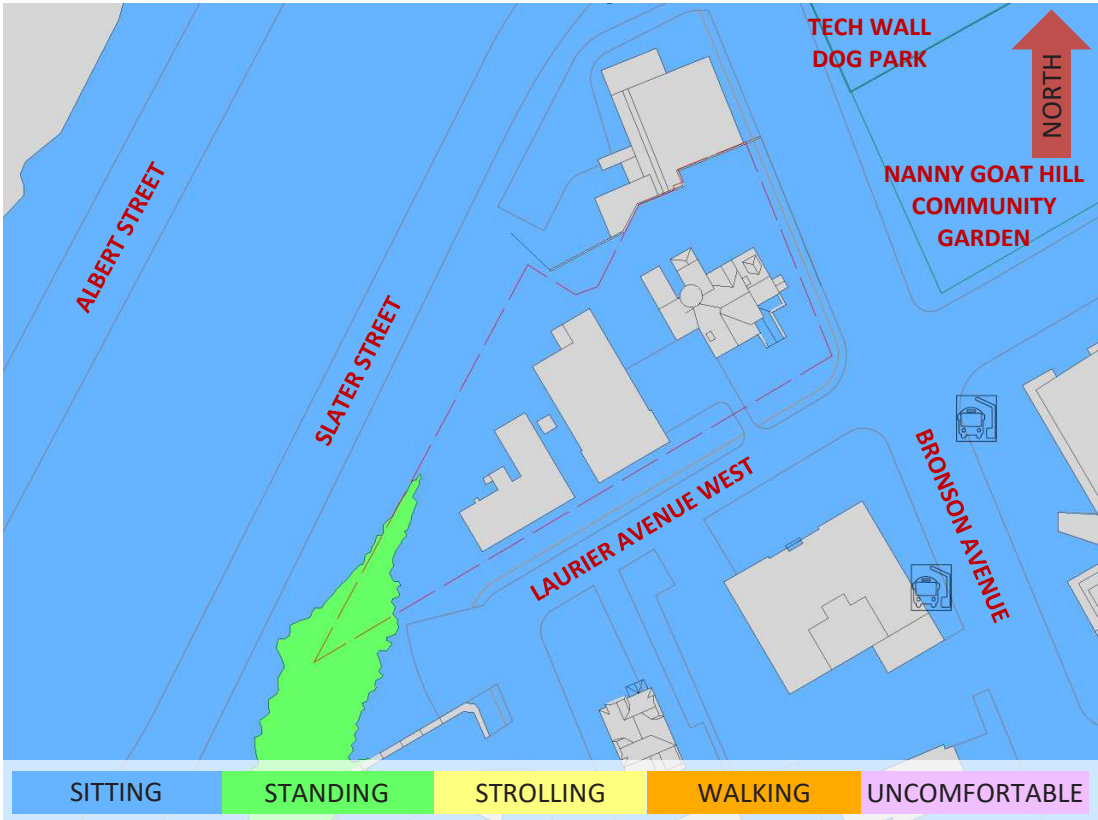 TECH WALL
DOG PARK
NORTH
NANNY GOAT HILL
COMMUNITY
GARDEN
ALBERT STREET
SLATER STREET
LAURIER AVENUE WEST
BRONSON AVENUE
SITTING
STANDING
STROLLING
WALKING
UNCOMFORTABLE